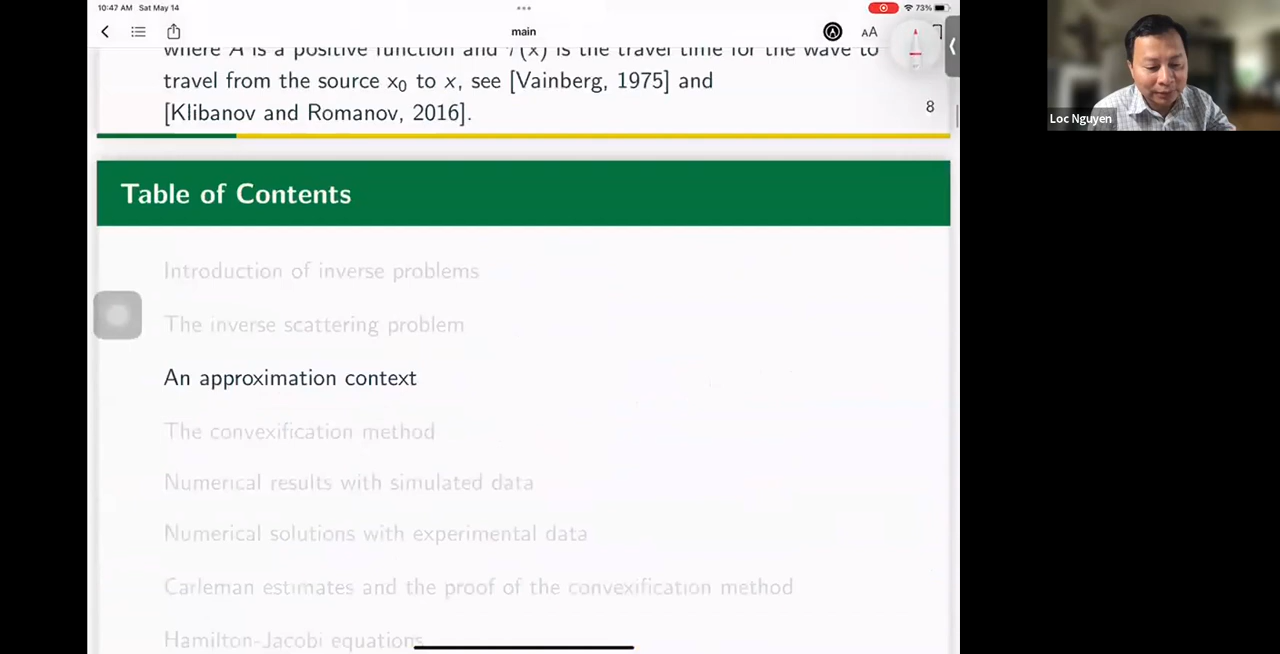 10:47 AM Sat May 14
73%
main
AA
where A is a positive function and (x) is the travel time for the wave to
travel from the source x₀ to x, see [Vainberg, 1975] and
[Klibanov and Romanov, 2016].
8
Table of Contents
Introduction of inverse problems
The inverse scattering problem
An approximation context
The convexification method
Numerical results with simulated data
Numerical solutions with experimental data
Carleman estimates and the proof of the convexification method
Hamilton-Jacobi equations
Loc Nguyen